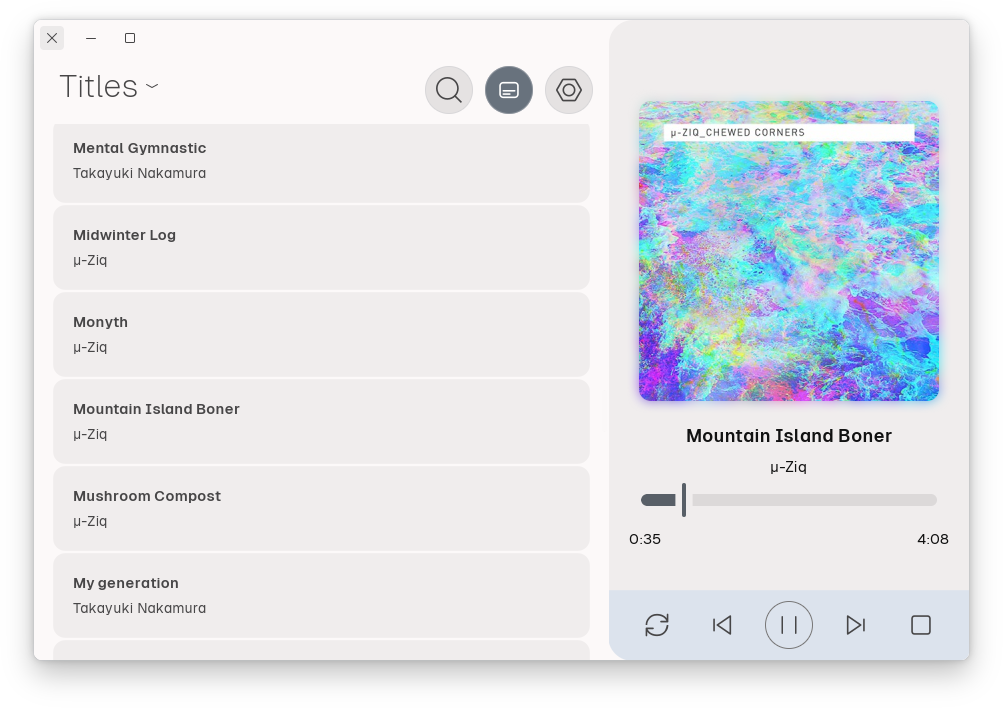 Titles
Mental Gymnastic
Takayuki Nakamura
Midwinter Log
µ-Ziq
Monyth
µ-Ziq
Mountain Island Boner
µ-Ziq
Mushroom Compost
µ-Ziq
My generation
Takayuki Nakamura
µ-ZIQ_CHEWED CORNERS
Mountain Island Boner
µ-Ziq
0:35
4:08